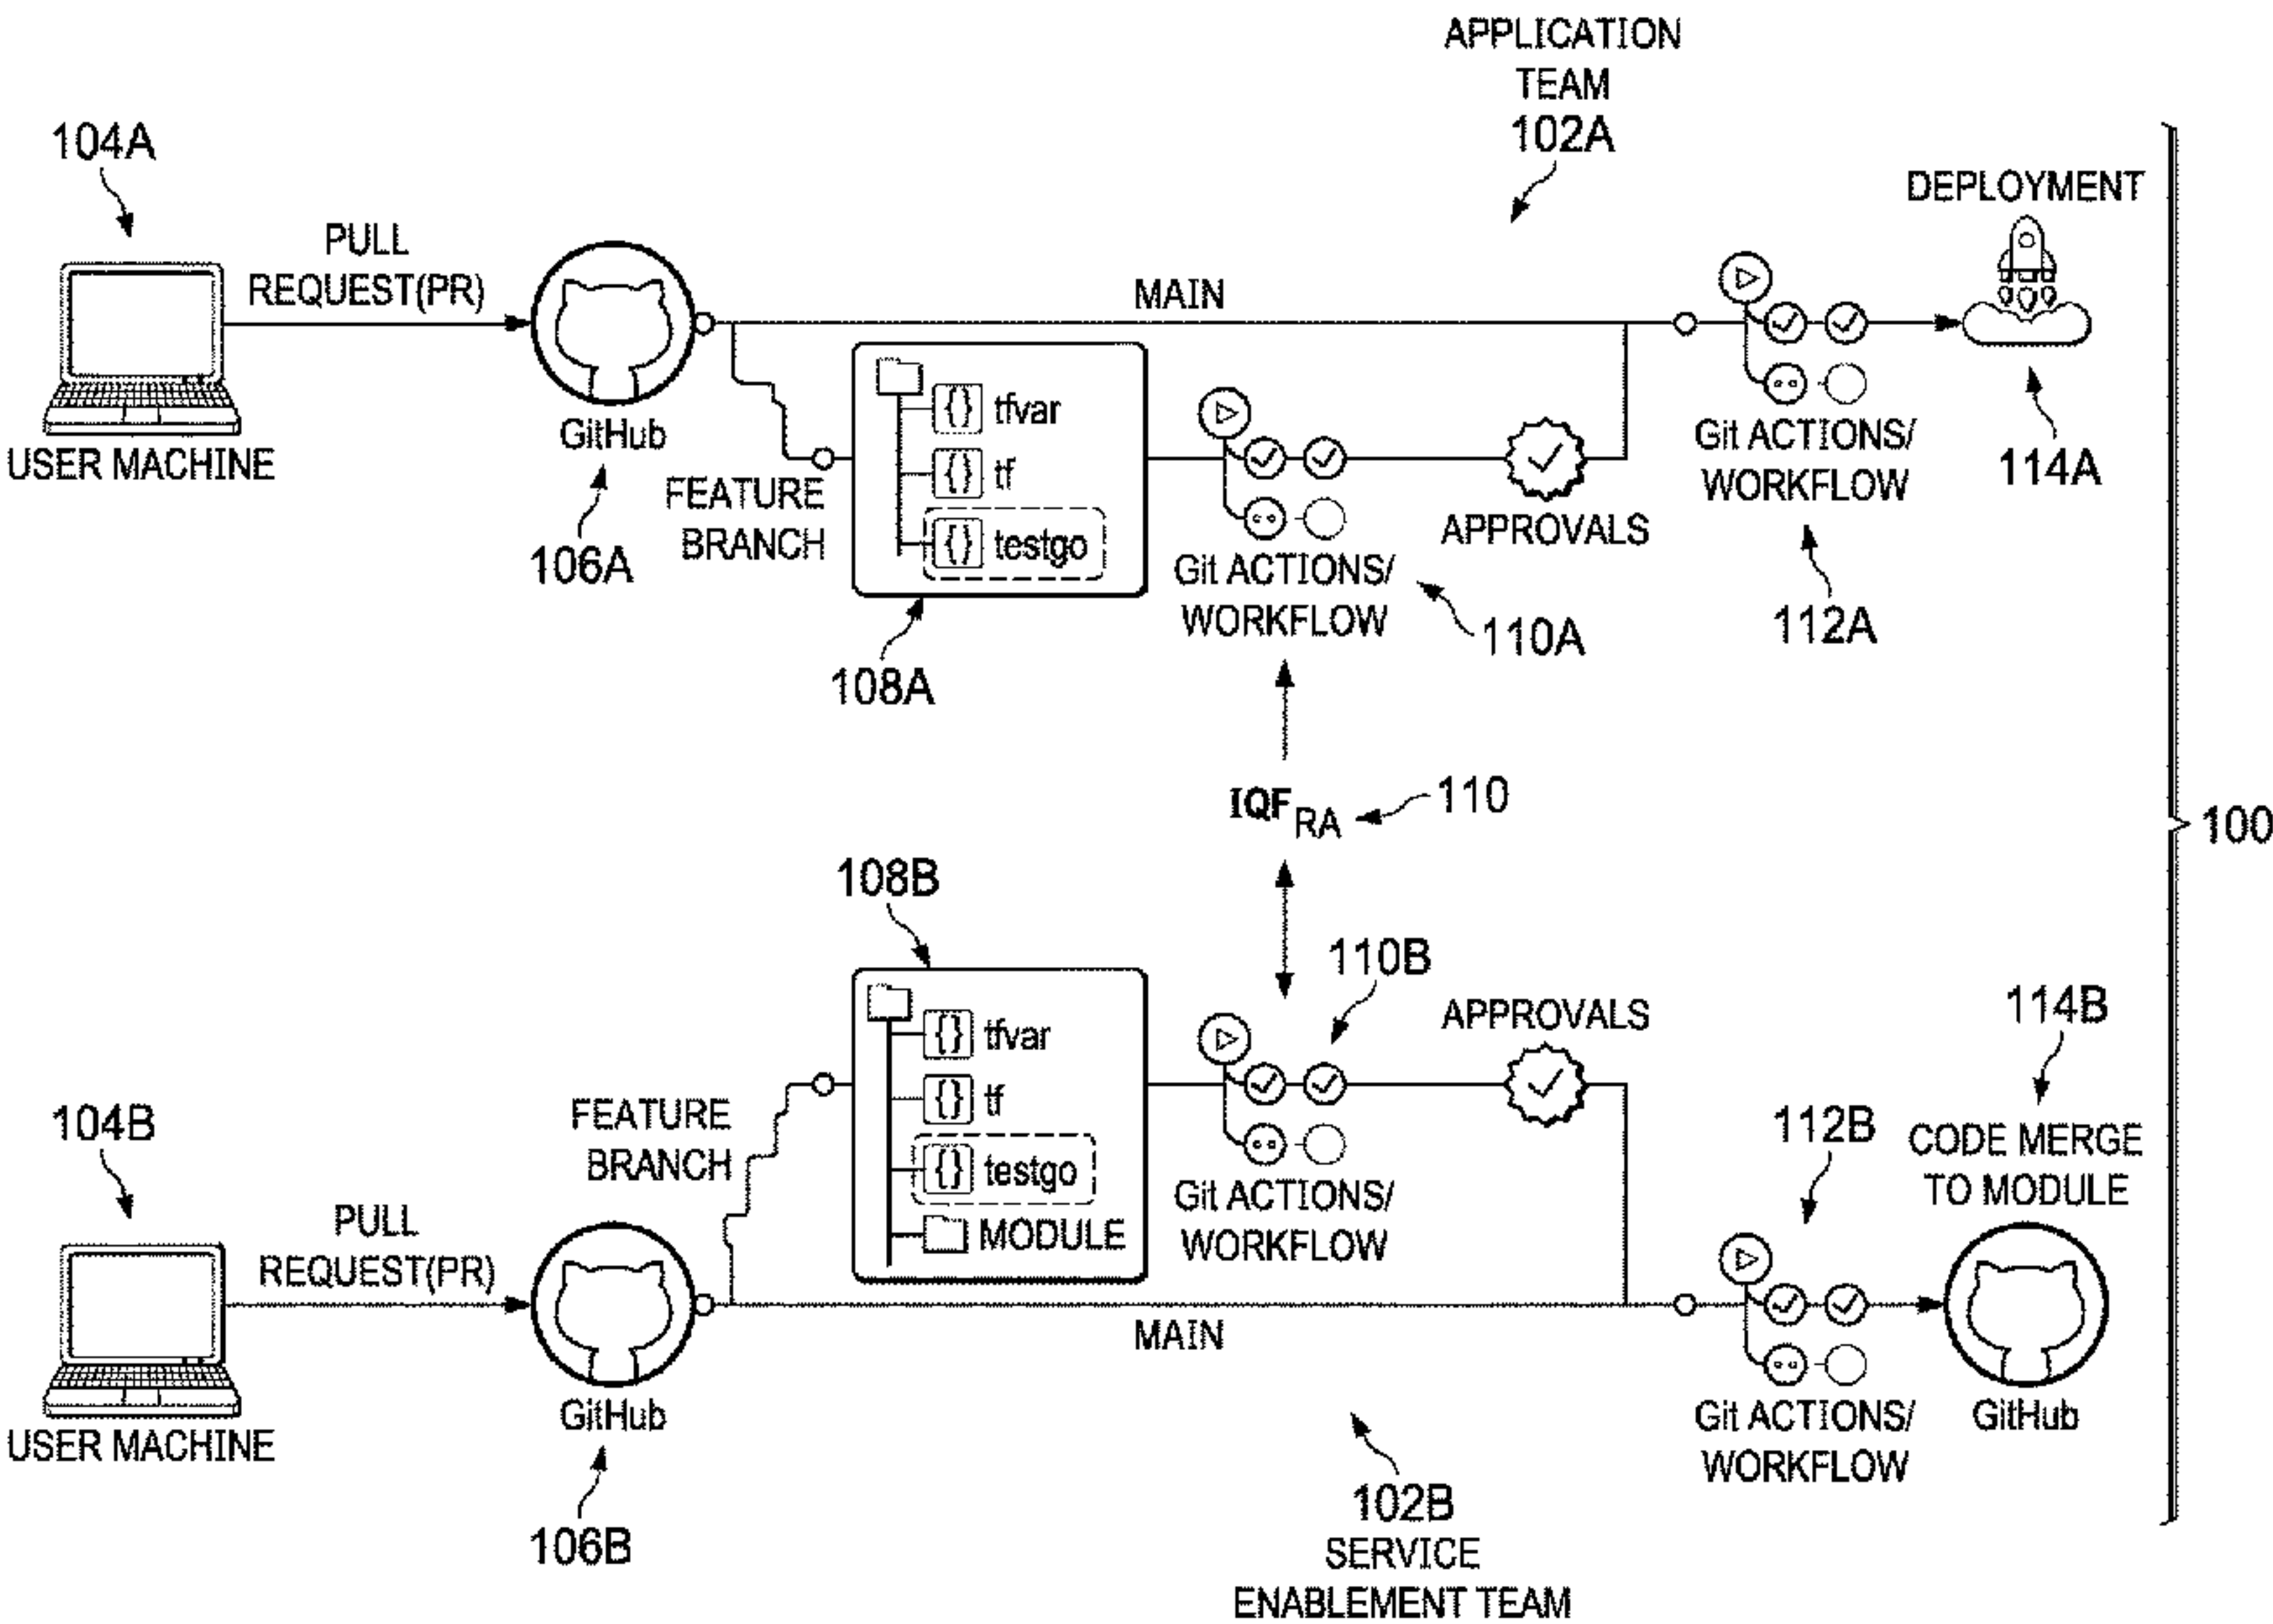 APPLICATION
TEAM
102A
104A
DEPLOYMENT
PULL
REQUEST(PR)
MAIN
tfvar
tf
testgo
GitHub
USER MACHINE
FEATURE
BRANCH
106A
108A
Git ACTIONS/
WORKFLOW
110A
APPROVALS
Git ACTIONS/
WORKFLOW
112A
114A
IQF RA
110
100
108B
110B
APPROVALS
114B
tfvar
tf
testgo
MODULE
FEATURE
BRANCH
104B
Git ACTIONS/
WORKFLOW
112B
CODE MERGE
TO MODULE
PULL
REQUEST(PR)
MAIN
GitHub
USER MACHINE
106B
Git ACTIONS/
WORKFLOW
GitHub
102B
SERVICE
ENABLEMENT TEAM